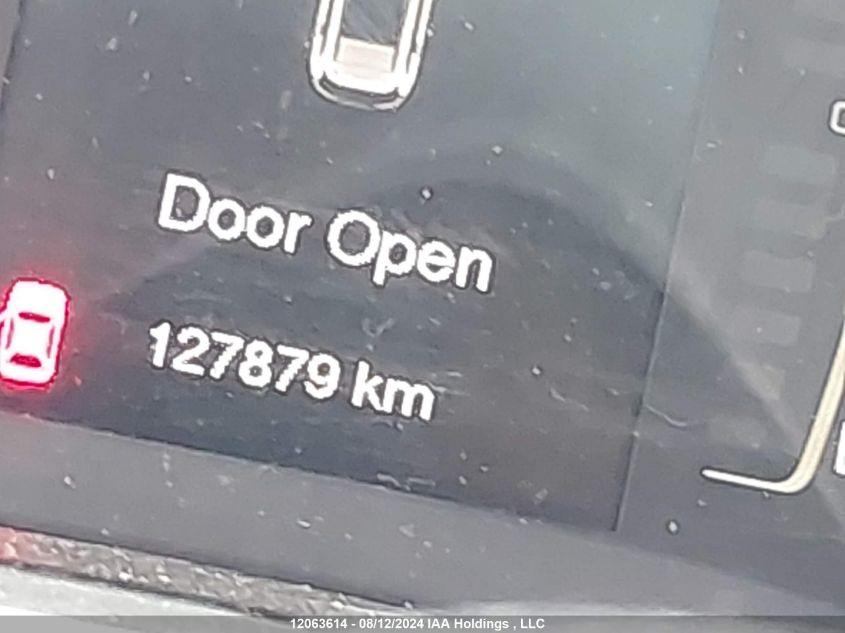 Door Open
127879 km
12063614 - 08/12/2024 IAA Holdings , LLC